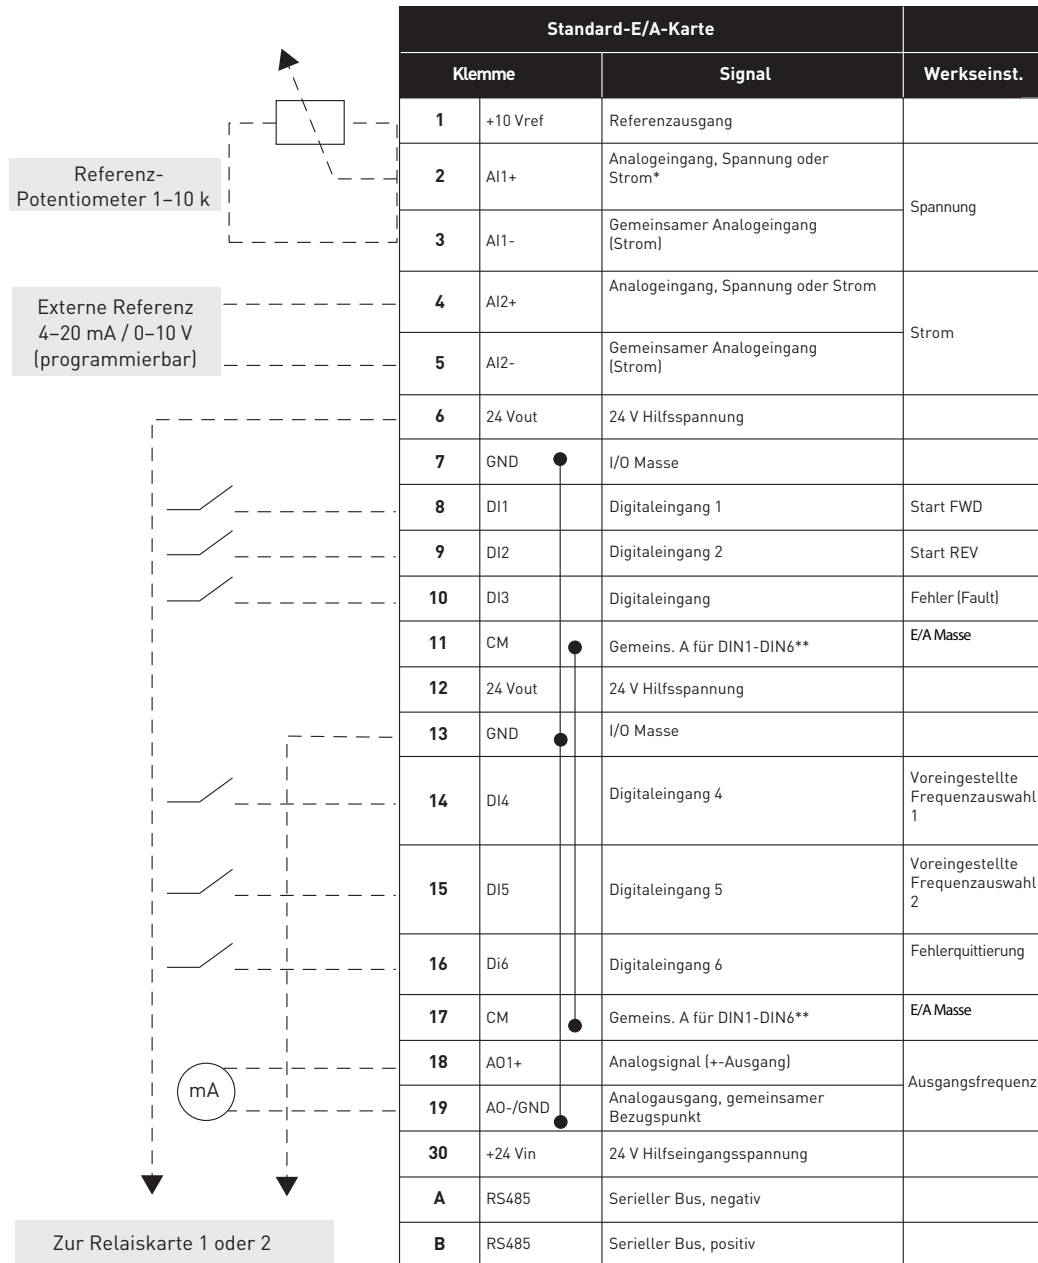 Standard-E/A-Karte
Klemme Signal Werkseinst.
1 +10 Vref Referenzausgang
Referenz-
Potentiometer 1–10 k
2 AI1+ Analogeingang, Spannung oder
Strom*
Spannung
3 AI1- Gemeinsamer Analogeingang
(Strom)
Externe Referenz
4–20 mA / 0–10 V
(programmierbar)
4 AI2+ Analogeingang, Spannung oder Strom
Strom
5 AI2- Gemeinsamer Analogeingang
(Strom)
6 24 Vout 24 V Hilfsspannung
7 GND I/O Masse
8 DI1 Digitaleingang 1 Start FWD
9 DI2 Digitaleingang 2 Start REV
10 DI3 Digitaleingang Fehler (Fault)
11 CM Gemeins. A für DIN1-DIN6** E/A Masse
12 24 Vout 24 V Hilfsspannung
13 GND I/O Masse
14 DI4 Digitaleingang 4 Voreingestellte
Frequenzauswahl
1
15 DI5 Digitaleingang 5 Voreingestellte
Frequenzauswahl
2
16 Di6 Digitaleingang 6 Fehlerquittierung
17 CM Gemeins. A für DIN1-DIN6** E/A Masse
18 AO1+ Analogsignal (+-Ausgang)
Ausgangsfrequenz
mA
19 AO-/GND Analogausgang, gemeinsamer
Bezugspunkt
30 +24 Vin 24 V Hilfseingangsspannung
A RS485 Serieller Bus, negativ
B RS485 Serieller Bus, positiv
Zur Relaiskarte 1 oder 2